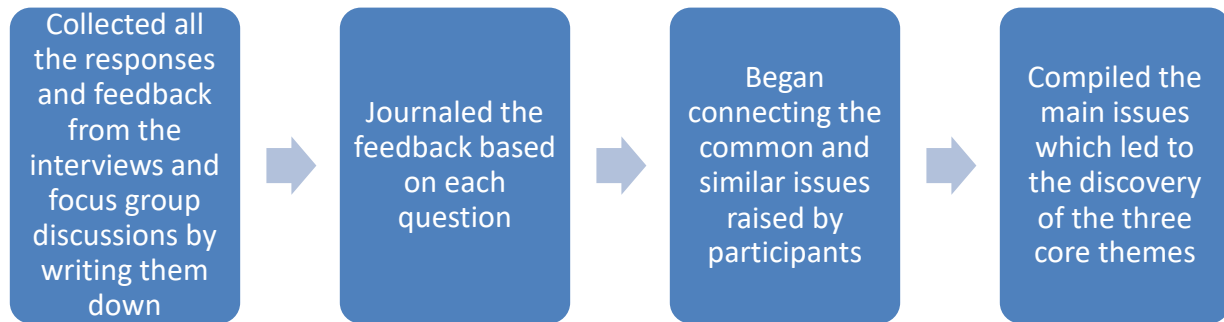 Collected all
the responses
and feedback
from the
interviews and
focus group
discussions by
writing them
down
Journaled the
feedback based
on each
question
Began
connecting the
common and
similar issues
raised by
participants
Compiled the
main issues
which led to
the discovery
of the three
core themes